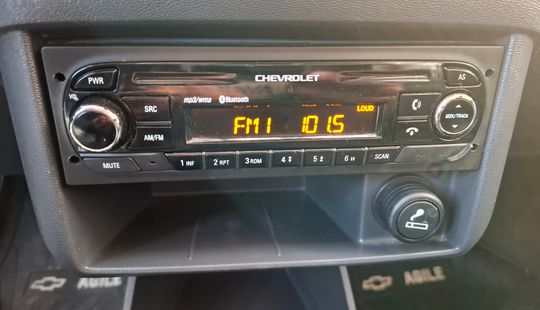 CHEVROLET
PWR
AS
VOL
mp3/wma Bluetooth
LOUD
SRC
FM1 101.5
SEEK/TRACK
AM/FM
MUTE
1 INF
2 RPT
3 RDM
4
5
6
SCAN
AGILE
AGILE